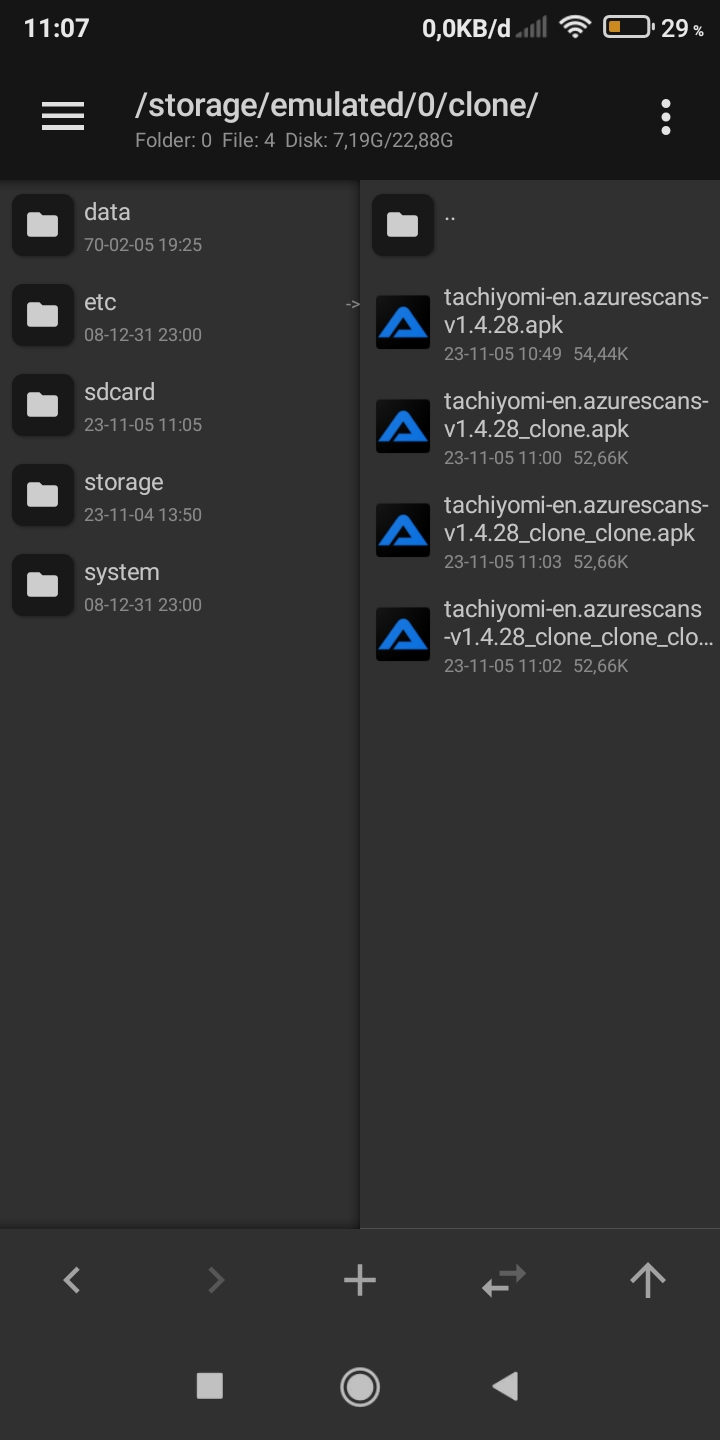 11:07
0,0KB/d
29 %
/storage/emulated/0/clone/
Folder: 0 File: 4 Disk: 7,19G/22,88G
data
70-02-05 19:25
etc
08-12-31 23:00
->
sdcard
23-11-05 11:05
storage
23-11-04 13:50
system
08-12-31 23:00
..
tachiyomi-en.azurescans-
v1.4.28.apk
23-11-05 10:49 54,44K
tachiyomi-en.azurescans-
v1.4.28_clone.apk
23-11-05 11:00 52,66K
tachiyomi-en.azurescans-
v1.4.28_clone_clone.apk
23-11-05 11:03 52,66K
tachiyomi-en.azurescans
-v1.4.28_clone_clone_clo...
23-11-05 11:02 52,66K